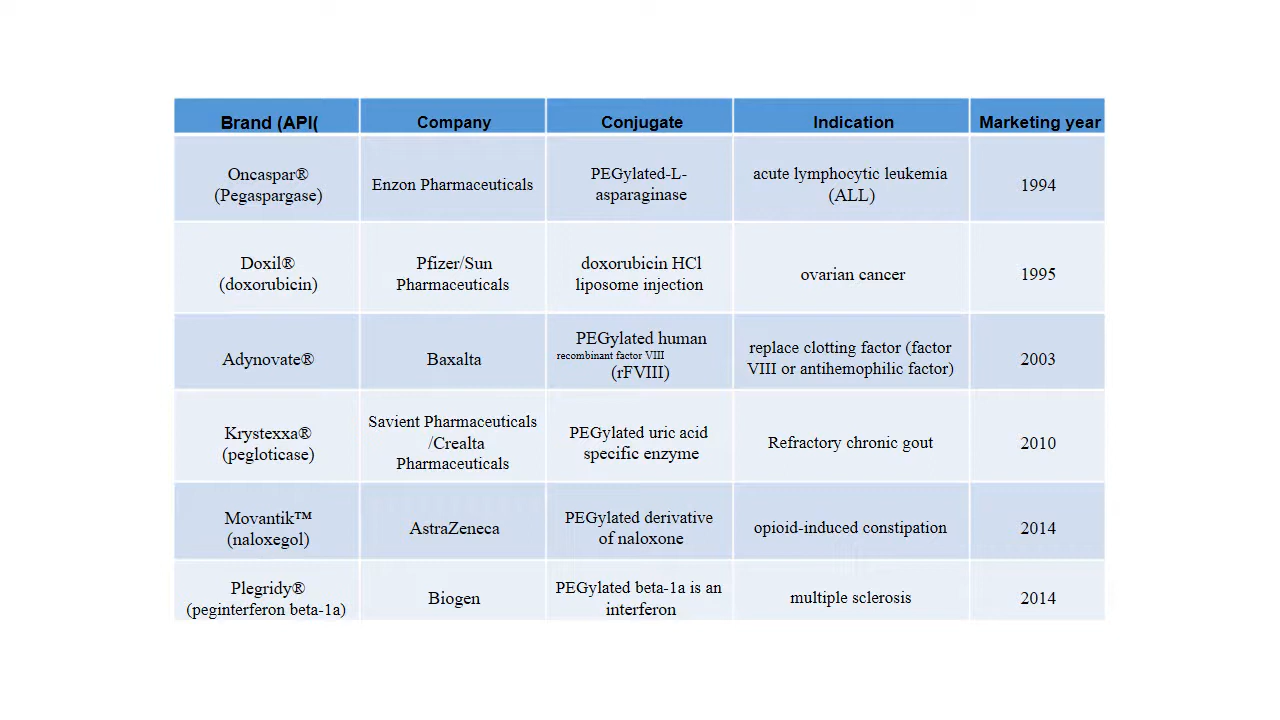 Brand (API(
Company
Conjugate
Indication
Marketing year
Oncaspar®
(Pegaspargase)
Enzon Pharmaceuticals
PEGylated-L-
asparaginase
acute lymphocytic leukemia
(ALL)
1994
Doxil®
(doxorubicin)
Pfizer/Sun
Pharmaceuticals
doxorubicin HCl
liposome injection
ovarian cancer
1995
Adynovate®
Baxalta
PEGylated human
recombinant factor VIII
(rFVIII)
replace clotting factor (factor
VIII or antihemophilic factor)
2003
Krystexxa®
(pegloticase)
Savient Pharmaceuticals
/Crealta
Pharmaceuticals
PEGylated uric acid
specific enzyme
Refractory chronic gout
2010
Movantik™
(naloxegol)
AstraZeneca
PEGylated derivative
of naloxone
opioid-induced constipation
2014
Plegridy®
(peginterferon beta-1a)
Biogen
PEGylated beta-1a is an
interferon
multiple sclerosis
2014